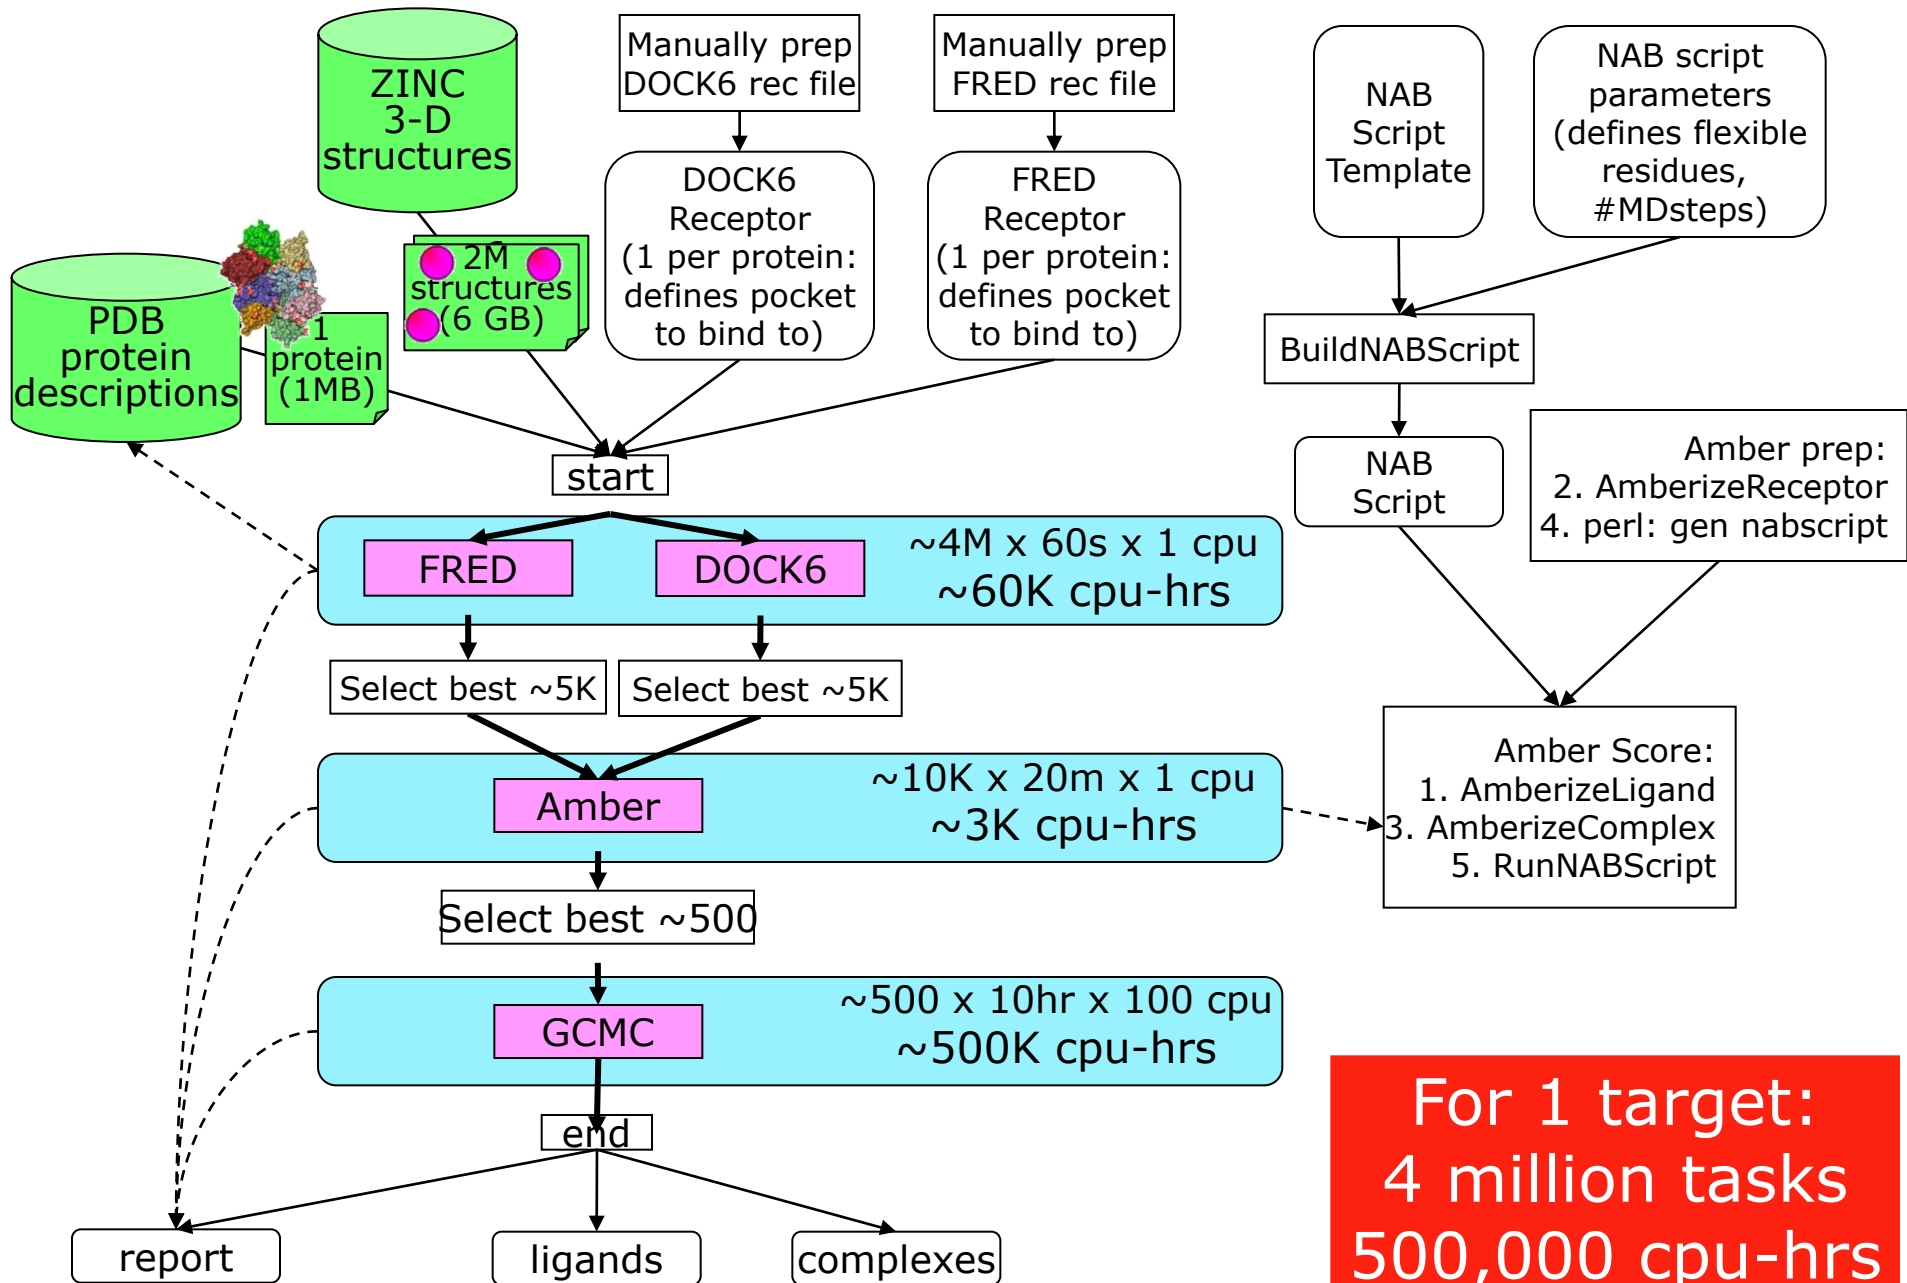 ZINC
3-D
structures
Manually prep
DOCK6 rec file
Manually prep
FRED rec file
NAB
Script
Template
NAB script
parameters
(defines flexible
residues,
#MDsteps)
DOCK6
Receptor
(1 per protein:
defines pocket
to bind to)
FRED
Receptor
(1 per protein:
defines pocket
to bind to)
PDB
protein
descriptions
1
protein
(1MB)
2M
structures
(6 GB)
BuildNABScript
NAB
Script
Amber prep:
2. AmberizeReceptor
4. perl: gen nabscript
start
FRED
DOCK6
~4M x 60s x 1 cpu
~60K cpu-hrs
Select best ~5K
Select best ~5K
Amber
~10K x 20m x 1 cpu
~3K cpu-hrs
Amber Score:
1. AmberizeLigand
3. AmberizeComplex
5. RunNABScript
Select best ~500
GCMC
~500 x 10hr x 100 cpu
~500K cpu-hrs
end
report
ligands
complexes
For 1 target:
4 million tasks
500,000 cpu-hrs